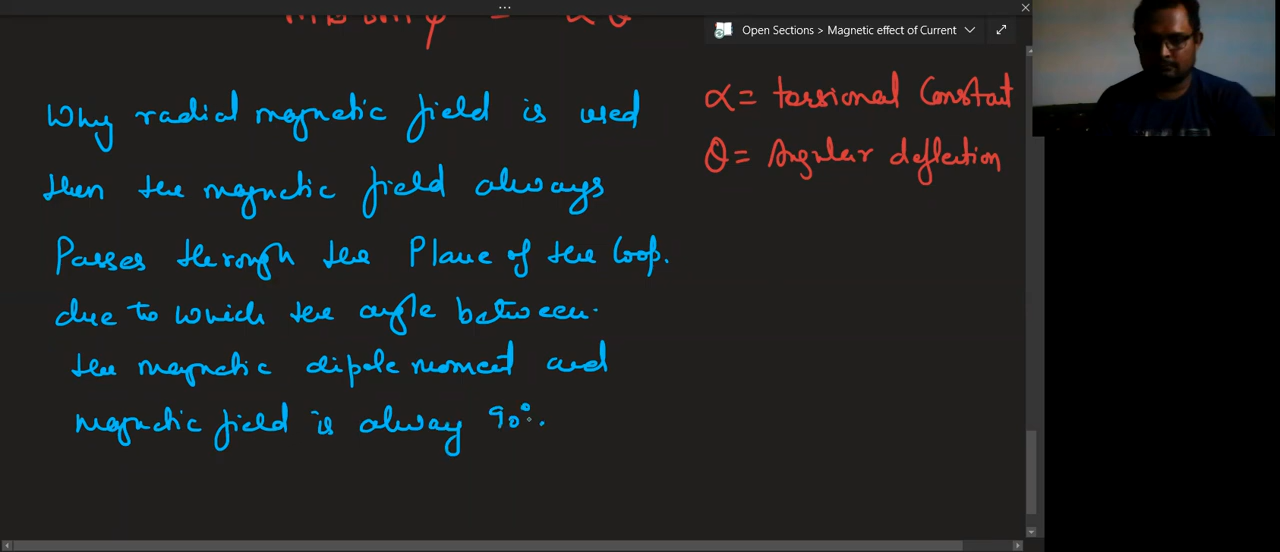 Open Sections > Magnetic effect of Current
α = torsional Constant
θ = Angular deflection
Why radial magnetic field is used
then the magnetic field always
Passes through the Plane of the loop.
due to which the angle between
the magnetic dipole moment and
magnetic field is alway 90°.